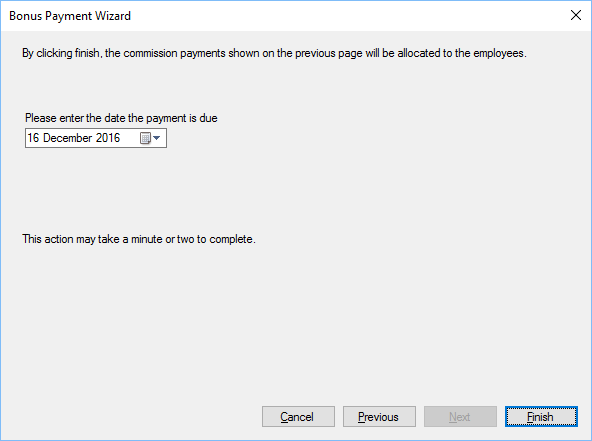 Bonus Payment Wizard
By clicking finish, the commission payments shown on the previous page will be allocated to the employees.
Please enter the date the payment is due
16 December 2016
This action may take a minute or two to complete.
Cancel Previous Next Finish